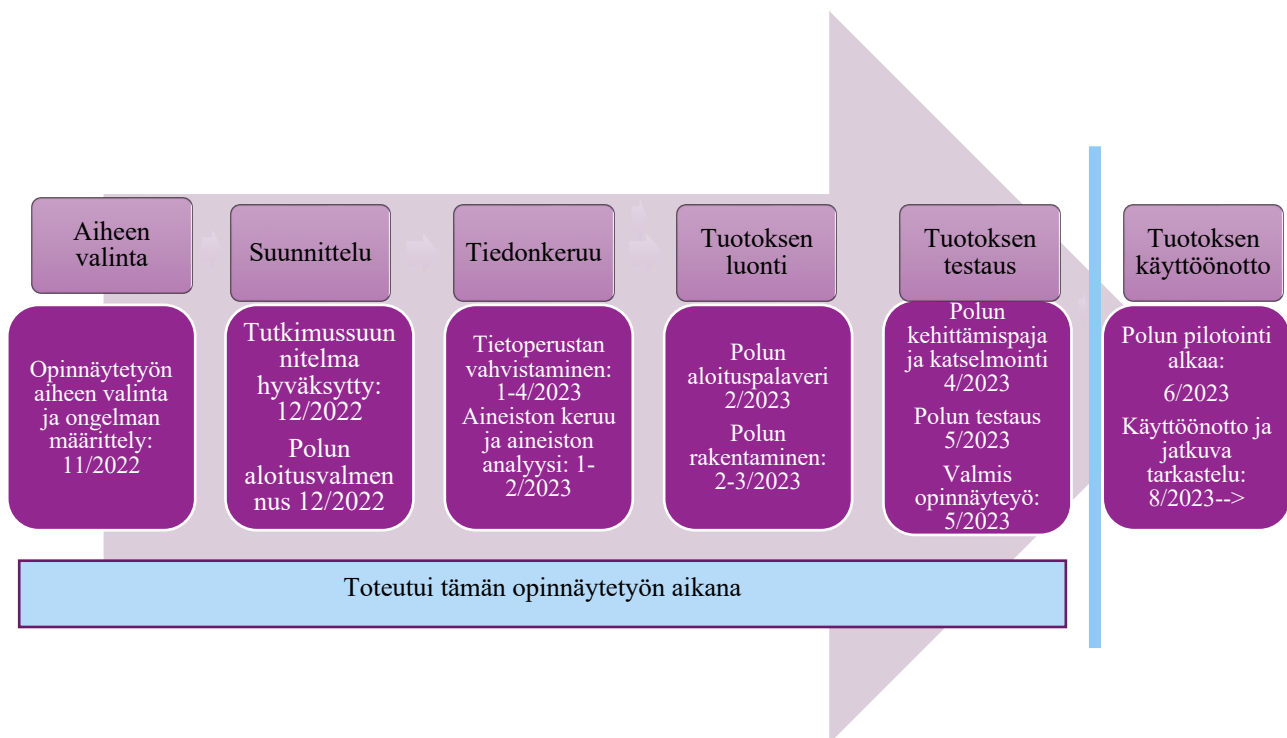 Aiheen
valinta
Opinnäytetyön
aiheen valinta
ja ongelman
määrittely:
11/2022
Suunnittelu
Tutkimussuun
nitelma
hyväksytty:
12/2022
Polun
aloitusvalmen
nus 12/2022
Tiedonkeruu
Tietoperustan
vahvistaminen:
1-4/2023
Aineiston keruu
ja aineiston
analyysi: 1-
2/2023
Tuotoksen
luonti
Polun
aloituspalaveri
2/2023
Polun
rakentaminen:
2-3/2023
Tuotoksen
testaus
Polun
kehittämispaja
ja katselmointi
4/2023
Polun testaus
5/2023
Valmis
opinnäyteyö:
5/2023
Tuotoksen
käyttöönotto
Polun pilotointi
alkaa:
6/2023
Käyttöönotto ja
jatkuva
tarkastelu:
8/2023-->
Toteutui tämän opinnäytetyön aikana